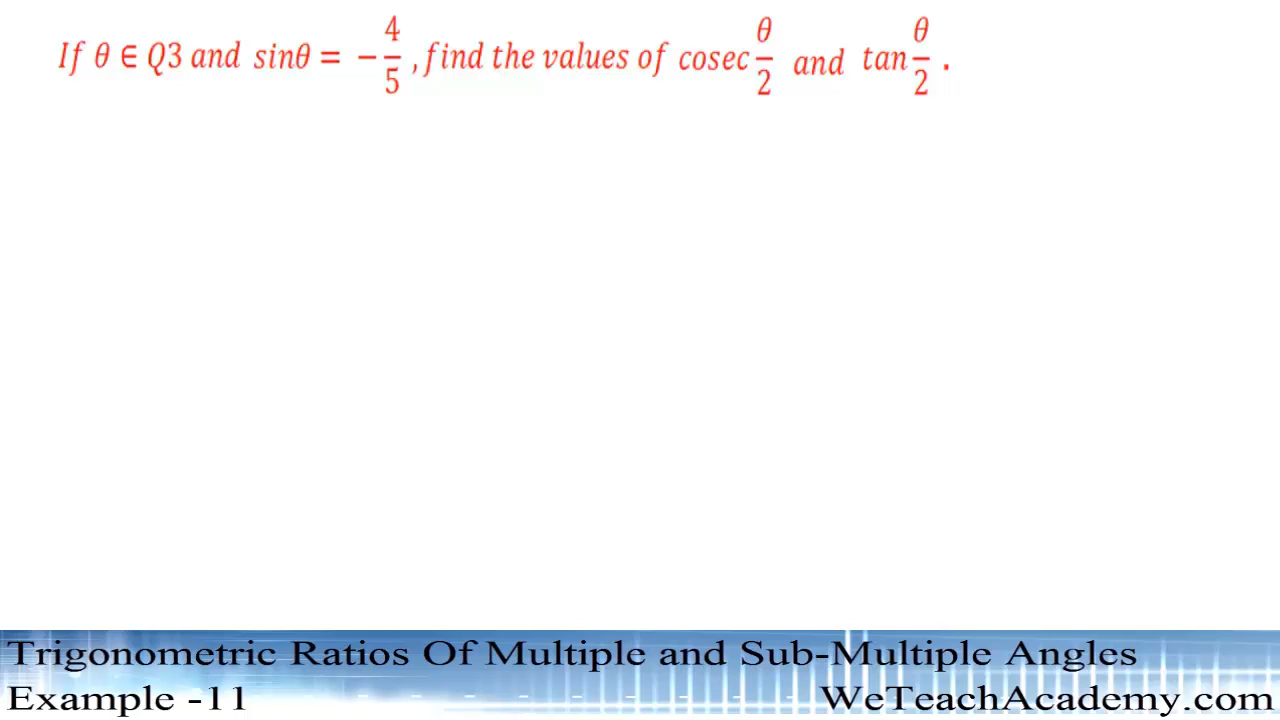 If θ ∈ Q3 and sinθ = −4/5 , find the values of cosec θ/2 and tan θ/2 .
Trigonometric Ratios Of Multiple and Sub-Multiple Angles
Example -11
WeTeachAcademy.com